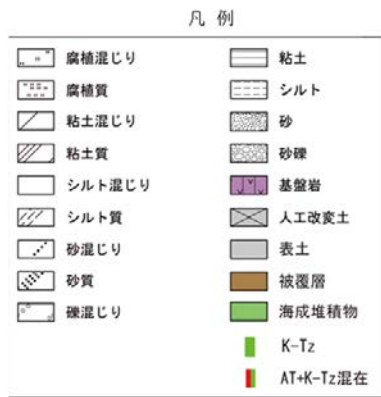 凡 例
腐植混じり
腐植質
粘土混じり
粘土質
シルト混じり
シルト質
砂混じり
砂質
礫混じり
粘土
シルト
砂
砂礫
基盤岩
人工改変土
表土
被覆層
海成堆積物
K-Tz
AT+K-Tz混在